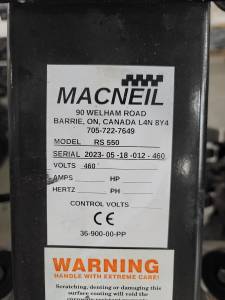 MACNEIL
90 WELHAM ROAD
BARRIE, ON, CANADA L4N 8Y4
705-722-7649
MODEL RS 550
SERIAL 2023-05-18-012-460
VOLTS 460
AMPS HP
HERTZ PH
CONTROL VOLTS
CE
36-900-00-PP
WARNING
HANDLE WITH EXTREME CARE!
Scratching, denting or damaging this
surface coating will void the